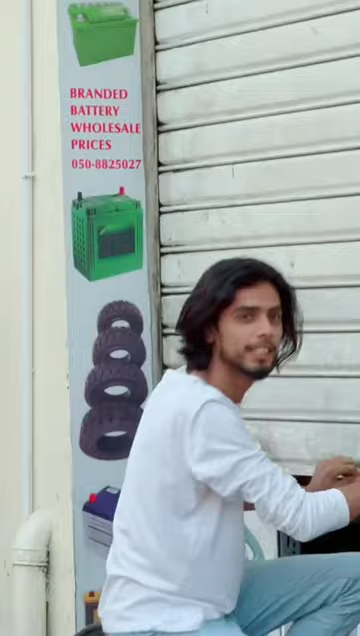 BRANDED
BATTERY
WHOLESALE
PRICES
050-8825027